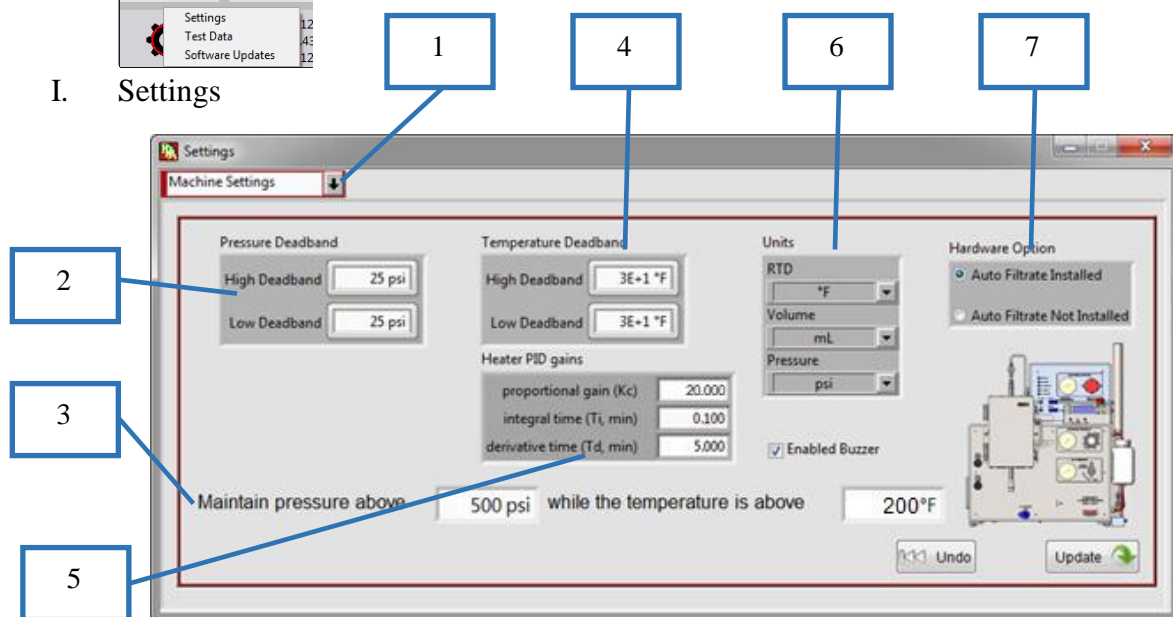 Settings
Test Data
Software Updates
12
43
12
1
4
6
7
I. Settings
Settings
Machine Settings
2
3
5
Pressure Deadband
High Deadband 25 psi
Low Deadband 25 psi
Temperature Deadband
High Deadband 3E+1 °F
Low Deadband 3E+1 °F
Heater PID gains
proportional gain (Kc) 20.000
integral time (Ti, min) 0.100
derivative time (Td, min) 5.000
Units
RTD
°F
Volume
mL
Pressure
psi
Enabled Buzzer
Hardware Option
Auto Filtrate Installed
Auto Filtrate Not Installed
Maintain pressure above 500 psi while the temperature is above 200°F
Undo
Update